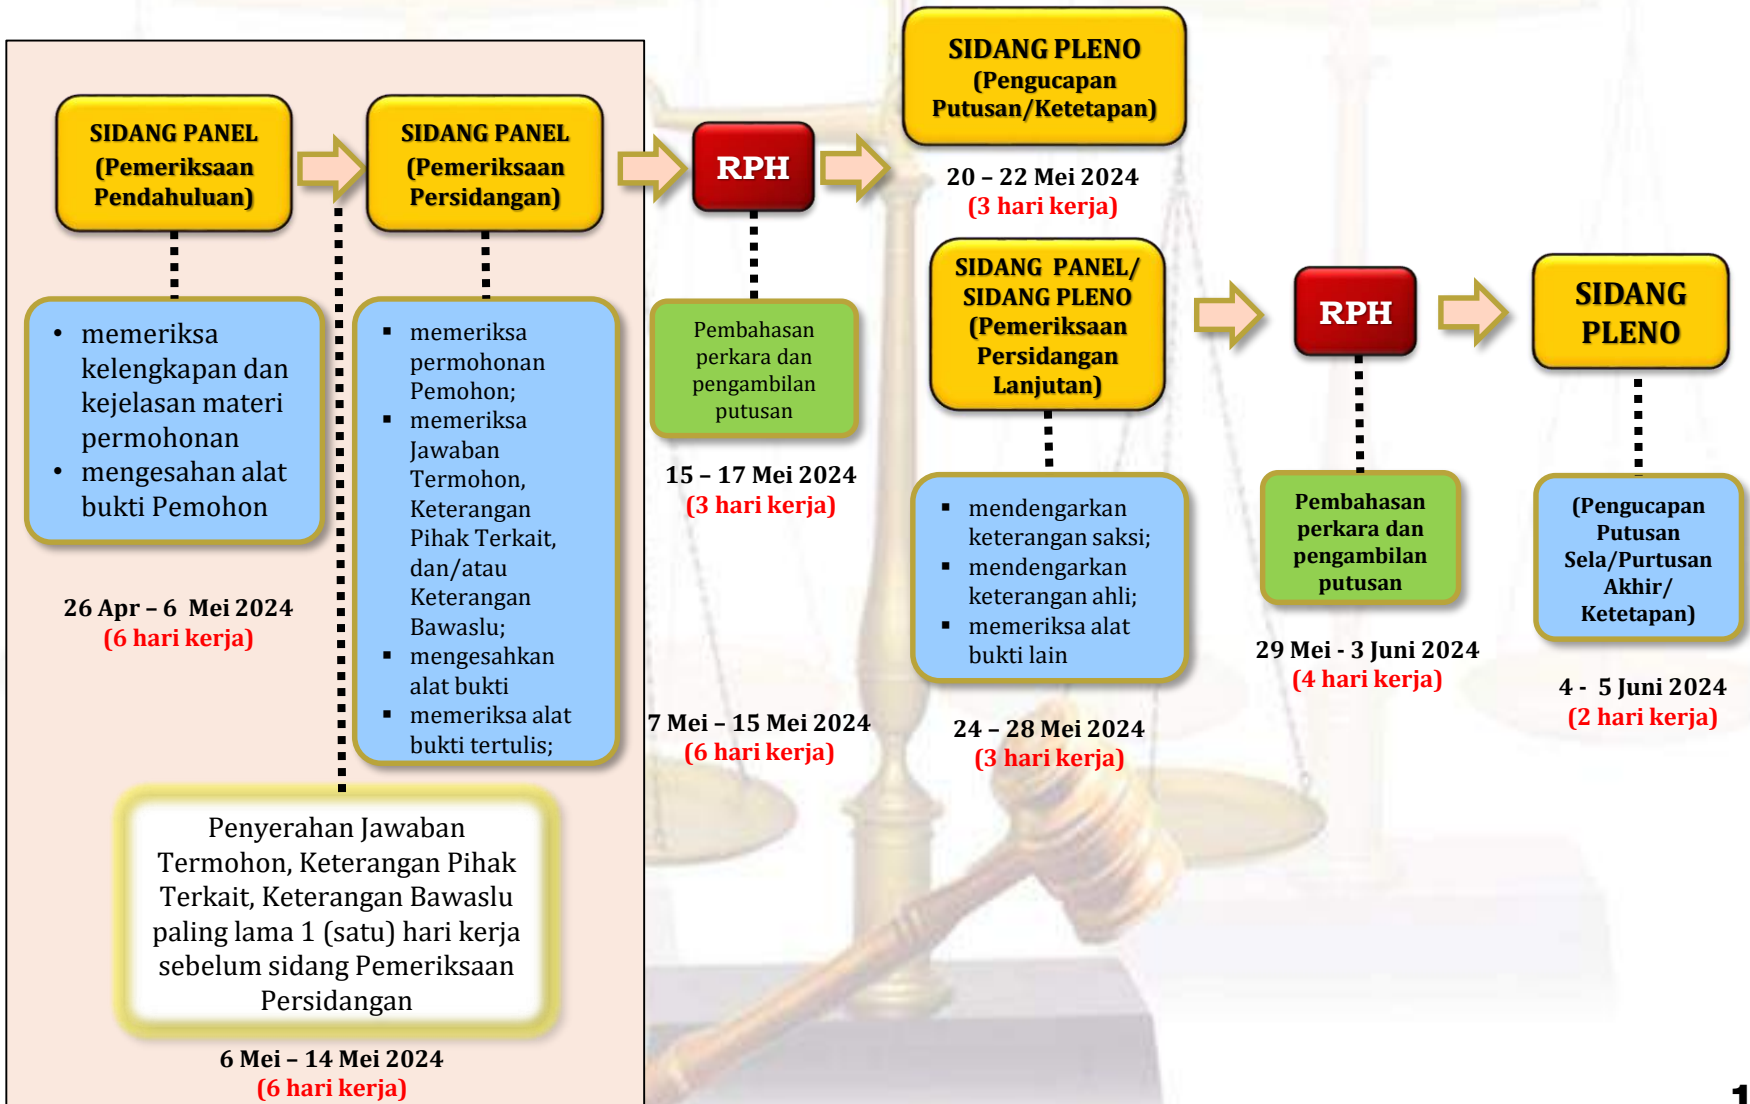 SIDANG PANEL
(Pemeriksaan
Pendahuluan)
• memeriksa
kelengkapan dan
kejelasan materi
permohonan
• mengesahan alat
bukti Pemohon
26 Apr – 6 Mei 2024
(6 hari kerja)
SIDANG PANEL
(Pemeriksaan
Persidangan)
▪ memeriksa
permohonan
Pemohon;
▪ memeriksa
Jawaban
Termohon,
Keterangan
Pihak Terkait,
dan/atau
Keterangan
Bawaslu;
▪ mengesahkan
alat bukti
▪ memeriksa alat
bukti tertulis;
7 Mei – 15 Mei 2024
(6 hari kerja)
Penyerahan Jawaban
Termohon, Keterangan Pihak
Terkait, Keterangan Bawaslu
paling lama 1 (satu) hari kerja
sebelum sidang Pemeriksaan
Persidangan
6 Mei – 14 Mei 2024
(6 hari kerja)
RPH
Pembahasan
perkara dan
pengambilan
putusan
15 – 17 Mei 2024
(3 hari kerja)
SIDANG PLENO
(Pengucapan
Putusan/Ketetapan)
20 – 22 Mei 2024
(3 hari kerja)
SIDANG PANEL/
SIDANG PLENO
(Pemeriksaan
Persidangan
Lanjutan)
▪ mendengarkan
keterangan saksi;
▪ mendengarkan
keterangan ahli;
▪ memeriksa alat
bukti lain
24 – 28 Mei 2024
(3 hari kerja)
RPH
Pembahasan
perkara dan
pengambilan
putusan
29 Mei - 3 Juni 2024
(4 hari kerja)
SIDANG
PLENO
(Pengucapan
Putusan
Sela/Purtusan
Akhir/
Ketetapan)
4 - 5 Juni 2024
(2 hari kerja)
1